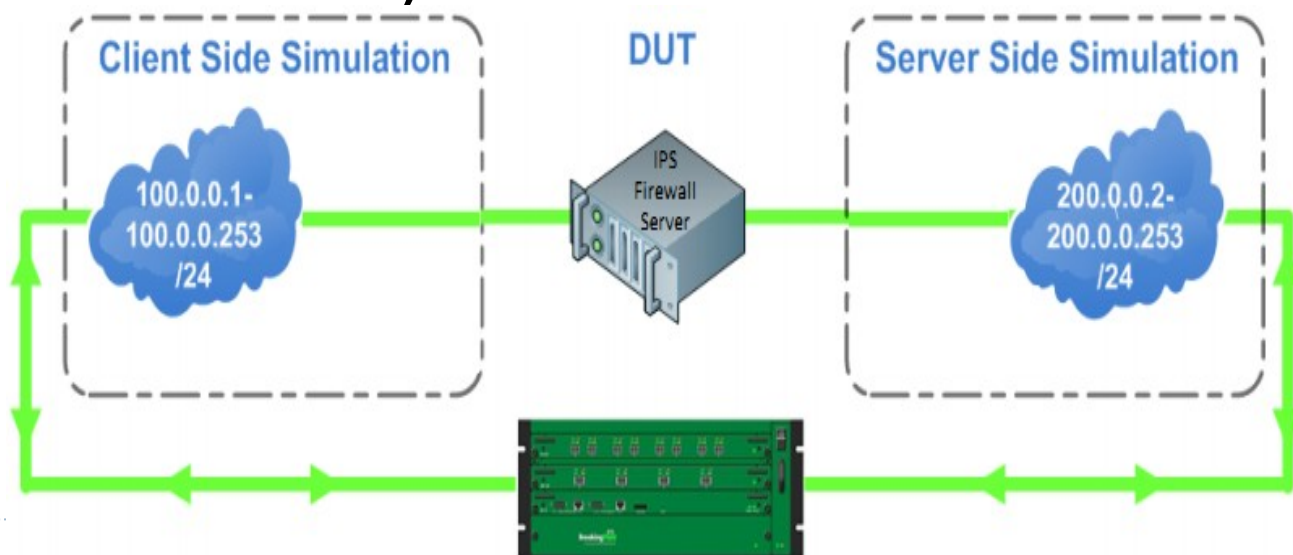 Client Side Simulation
DUT
Server Side Simulation
100.0.0.1-
100.0.0.253
/24
IPS
Firewall
Server
200.0.0.2-
200.0.0.253
/24